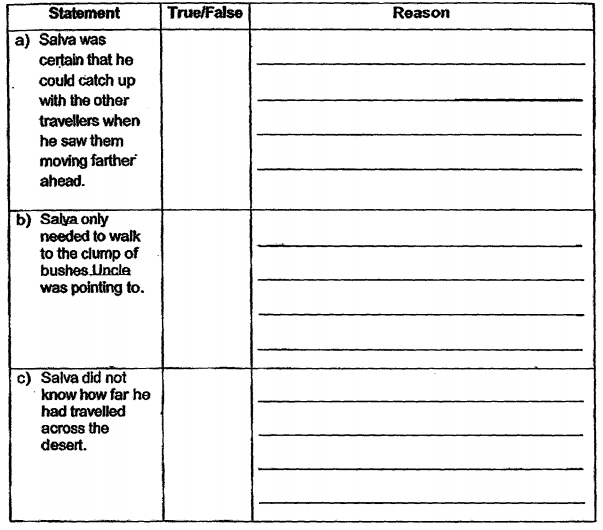 Statement True/False Reason
a) Salva was
certain that he
could catch up
with the other
travellers when
he saw them
moving farther
ahead.
b) Salya only
needed to walk
to the clump of
bushes.Uncle
was pointing to.
c) Salva did not
know how far he
had travelled
across the
desert.